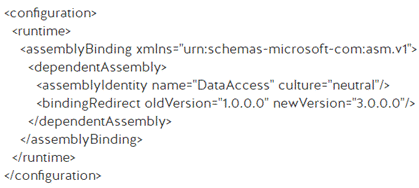 <configuration>
<runtime>
<assemblyBinding xmlns="urn:schemas-microsoft-com:asm.v1">
<dependentAssembly>
<assemblyIdentity name="DataAccess" culture="neutral"/>
<bindingRedirect oldVersion="1.0.0.0" newVersion="3.0.0.0"/>
</dependentAssembly>
</assemblyBinding>
</runtime>
</configuration>